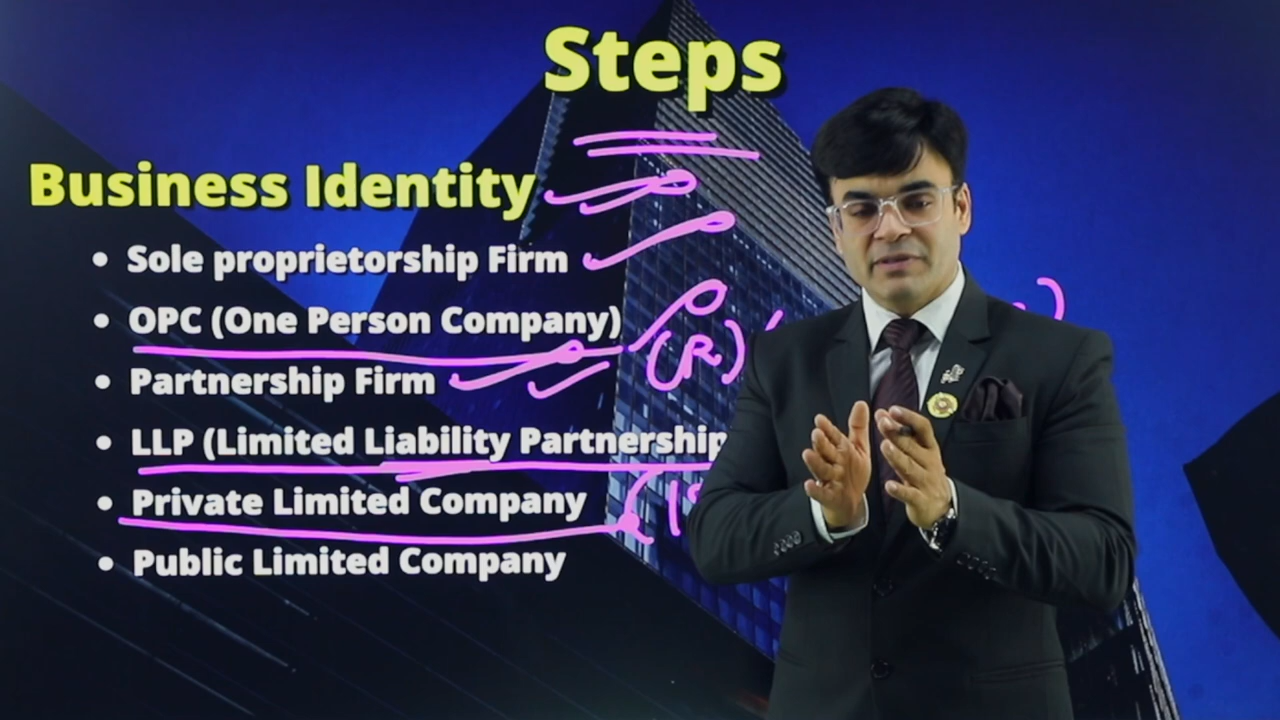 Steps
Business Identity
• Sole proprietorship Firm
• OPC (One Person Company)
(R)
• Partnership Firm
• LLP (Limited Liability Partnership
• Private Limited Company
• Public Limited Company